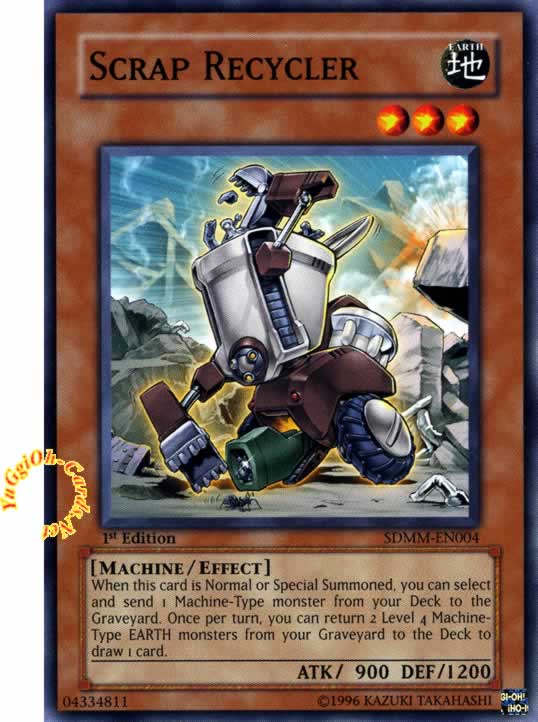 SCRAP RECYCLER
EARTH
地
YuGgiOh-Cards.Net
1st Edition
SDMM-EN004
[MACHINE/EFFECT]
When this card is Normal or Special Summoned, you can select
and send 1 Machine-Type monster from your Deck to the
Graveyard. Once per turn, you can return 2 Level 4 Machine-
Type EARTH monsters from your Graveyard to the Deck to
draw 1 card.
ATK/ 900 DEF/1200
04334811
©1996 KAZUKI TAKAHASHI